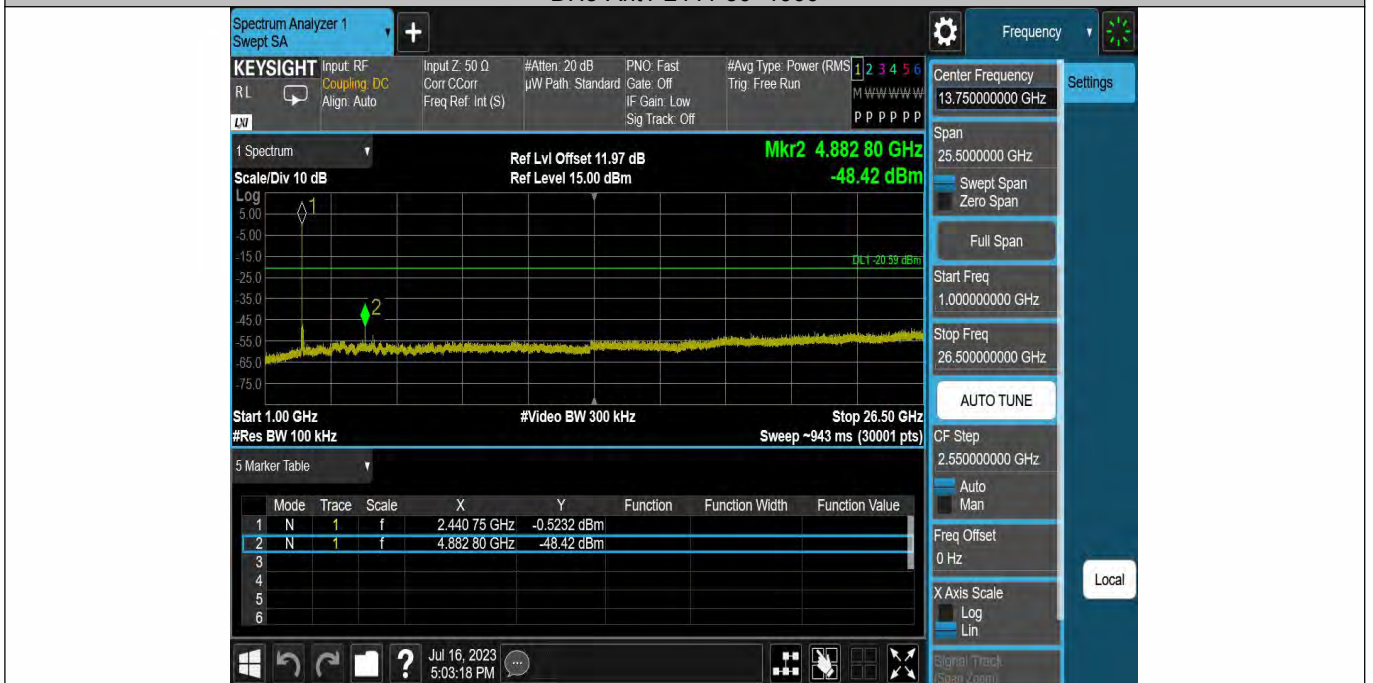 Spectrum Analyzer 1
Swept SA
+
Frequency
KEYSIGHT Input: RF Input Z: 50 Ω #Atten: 20 dB PNO: Fast #Avg Type: Power (RMS 1 2 3 4 5 6
RL Coupling: DC Corr CCorr µW Path: Standard Gate: Off Trig: Free Run M W W W W W
Align: Auto Freq Ref: Int (S) IF Gain: Low
LXI Sig Track: Off P P P P P P
Center Frequency
13.750000000 GHz
Settings
Span
25.5000000 GHz
Swept Span
Zero Span
Full Span
Start Freq
1.000000000 GHz
Stop Freq
26.500000000 GHz
AUTO TUNE
CF Step
2.550000000 GHz
Auto
Man
Freq Offset
0 Hz
X Axis Scale
Log
Lin
Signal Track
(Span Zoom)
Local
1 Spectrum
Ref Lvl Offset 11.97 dB Mkr2 4.882 80 GHz
Scale/Div 10 dB Ref Level 15.00 dBm -48.42 dBm
Log
5.00
-5.00
-15.0
-25.0
-35.0
-45.0
-55.0
-65.0
-75.0
1
2
DL1 -20.59 dBm
Start 1.00 GHz #Video BW 300 kHz Stop 26.50 GHz
#Res BW 100 kHz Sweep ~943 ms (30001 pts)
5 Marker Table
Mode Trace Scale X Y Function Function Width Function Value
1 N 1 f 2.440 75 GHz -0.5232 dBm
2 N 1 f 4.882 80 GHz -48.42 dBm
3
4
5
6
? Jul 16, 2023
5:03:18 PM